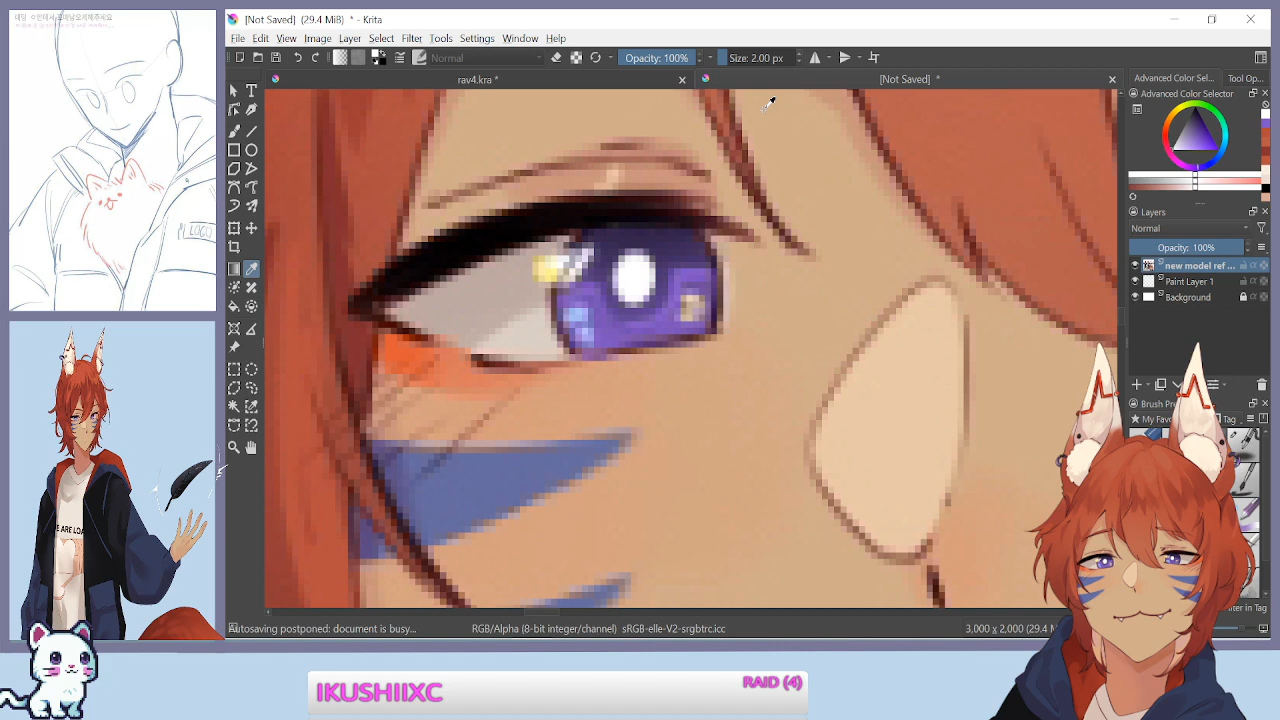 [Not Saved] (29.4 MiB) * - Krita
File Edit View Image Layer Select Filter Tools Settings Window Help
Normal
Opacity: 100%
Size: 2.00 px
rav4.kra *
[Not Saved] *
Advanced Color Sel...
Tool Op...
Advanced Color Selector
Layers
Normal
Opacity: 100%
new model ref ...
Paint Layer 1
Background
Brush Pre
My Fav
Tag
ilter in Tag
LOGO
Autosaving postponed: document is busy...
RGB/Alpha (8-bit integer/channel) sRGB-elle-V2-srgbtrc.icc
3,000 x 2,000 (29.4 M
IKUSHIIXC
RAID (4)